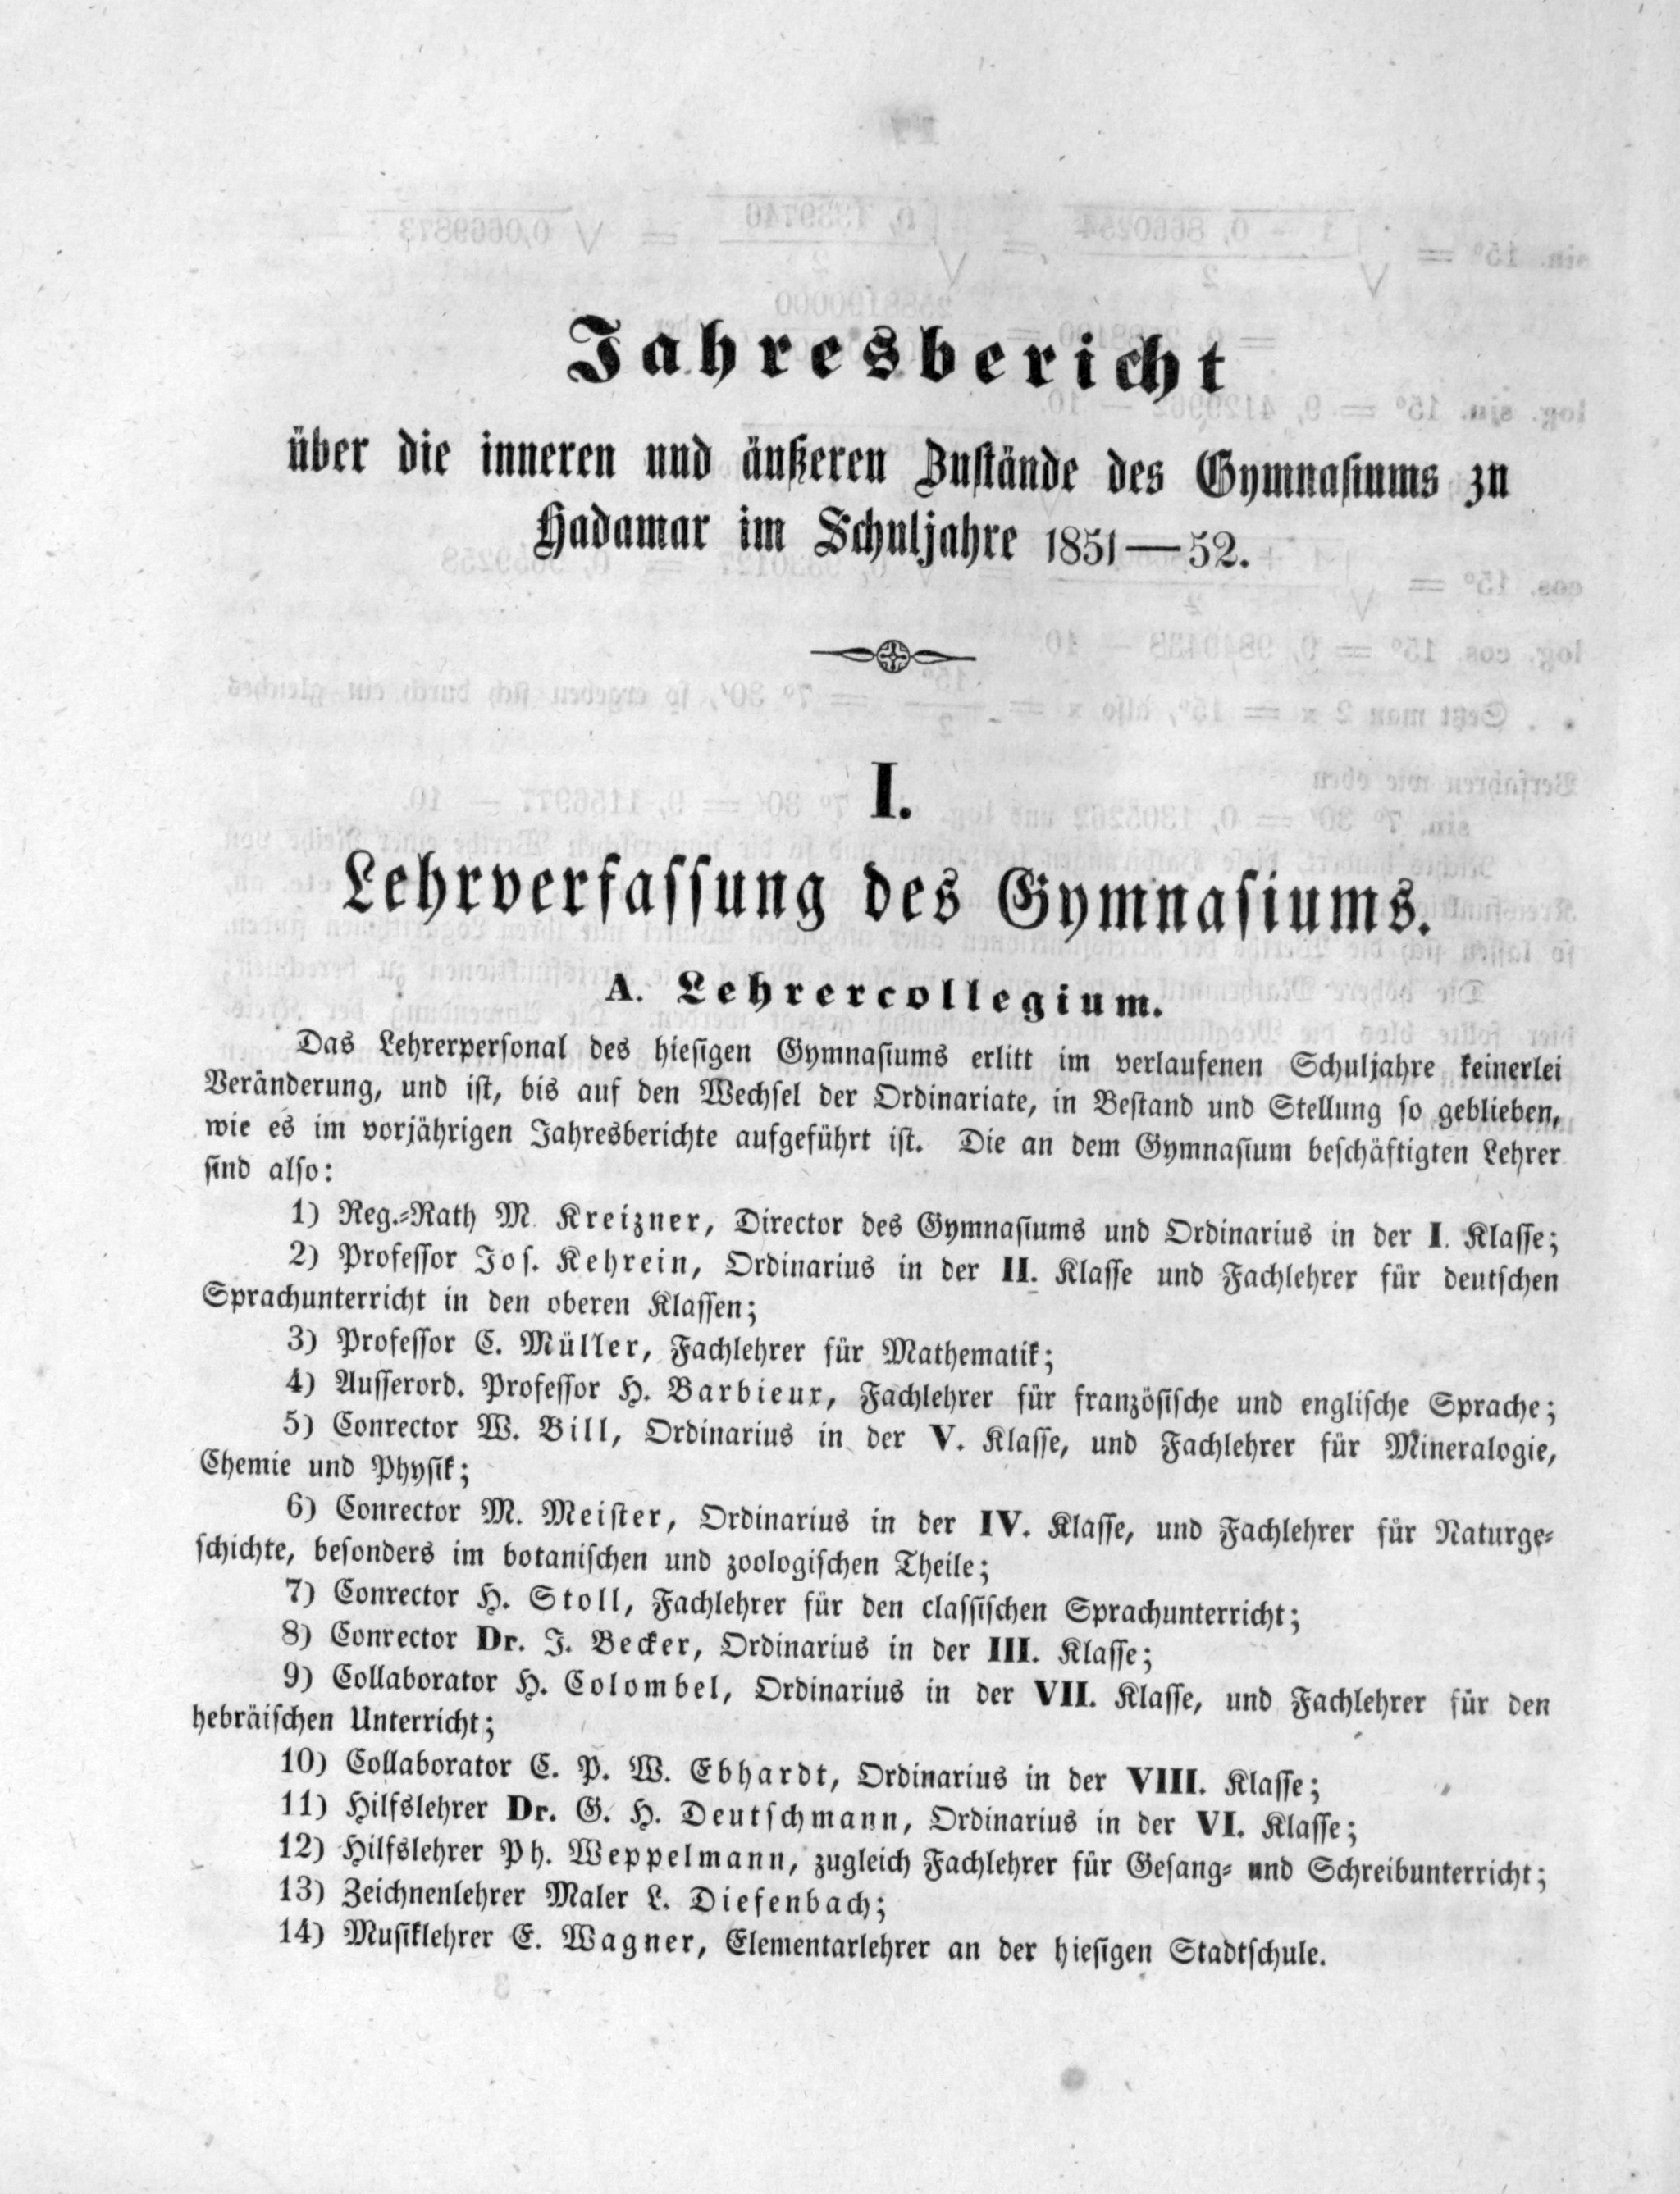 Jahresbericht
über die inneren und äußeren Zustände des Gymnasiums zu
Hadamar im Schuljahre 1851—52.
I.
Lehrverfassung des Gymnasiums.
A. Lehrercollegium.
Das Lehrerpersonal des hiesigen Gymnasiums erlitt im verlaufenen Schuljahre keinerlei
Veränderung, und ist, bis auf den Wechsel der Ordinariate, in Bestand und Stellung so geblieben,
wie es im vorjährigen Jahresberichte aufgeführt ist. Die an dem Gymnasium beschäftigten Lehrer
sind also:
1) Reg.-Rath M. Kreizner, Director des Gymnasiums und Ordinarius in der I. Klasse;
2) Professor Jos. Kehrein, Ordinarius in der II. Klasse und Fachlehrer für deutschen
Sprachunterricht in den oberen Klassen;
3) Professor C. Müller, Fachlehrer für Mathematik;
4) Ausserord. Professor H. Barbieux, Fachlehrer für französische und englische Sprache;
5) Conrector W. Bill, Ordinarius in der V. Klasse, und Fachlehrer für Mineralogie,
Chemie und Physik;
6) Conrector M. Meister, Ordinarius in der IV. Klasse, und Fachlehrer für Naturge-
schichte, besonders im botanischen und zoologischen Theile;
7) Conrector H. Stoll, Fachlehrer für den classischen Sprachunterricht;
8) Conrector Dr. J. Becker, Ordinarius in der III. Klasse;
9) Collaborator H. Colombel, Ordinarius in der VII. Klasse, und Fachlehrer für den
hebräischen Unterricht;
10) Collaborator C. P. W. Ebhardt, Ordinarius in der VIII. Klasse;
11) Hilfslehrer Dr. G. H. Deutschmann, Ordinarius in der VI. Klasse;
12) Hilfslehrer Ph. Weppelmann, zugleich Fachlehrer für Gesang- und Schreibunterricht;
13) Zeichnenlehrer Maler L. Diefenbach;
14) Musiklehrer E. Wagner, Elementarlehrer an der hiesigen Stadtschule.